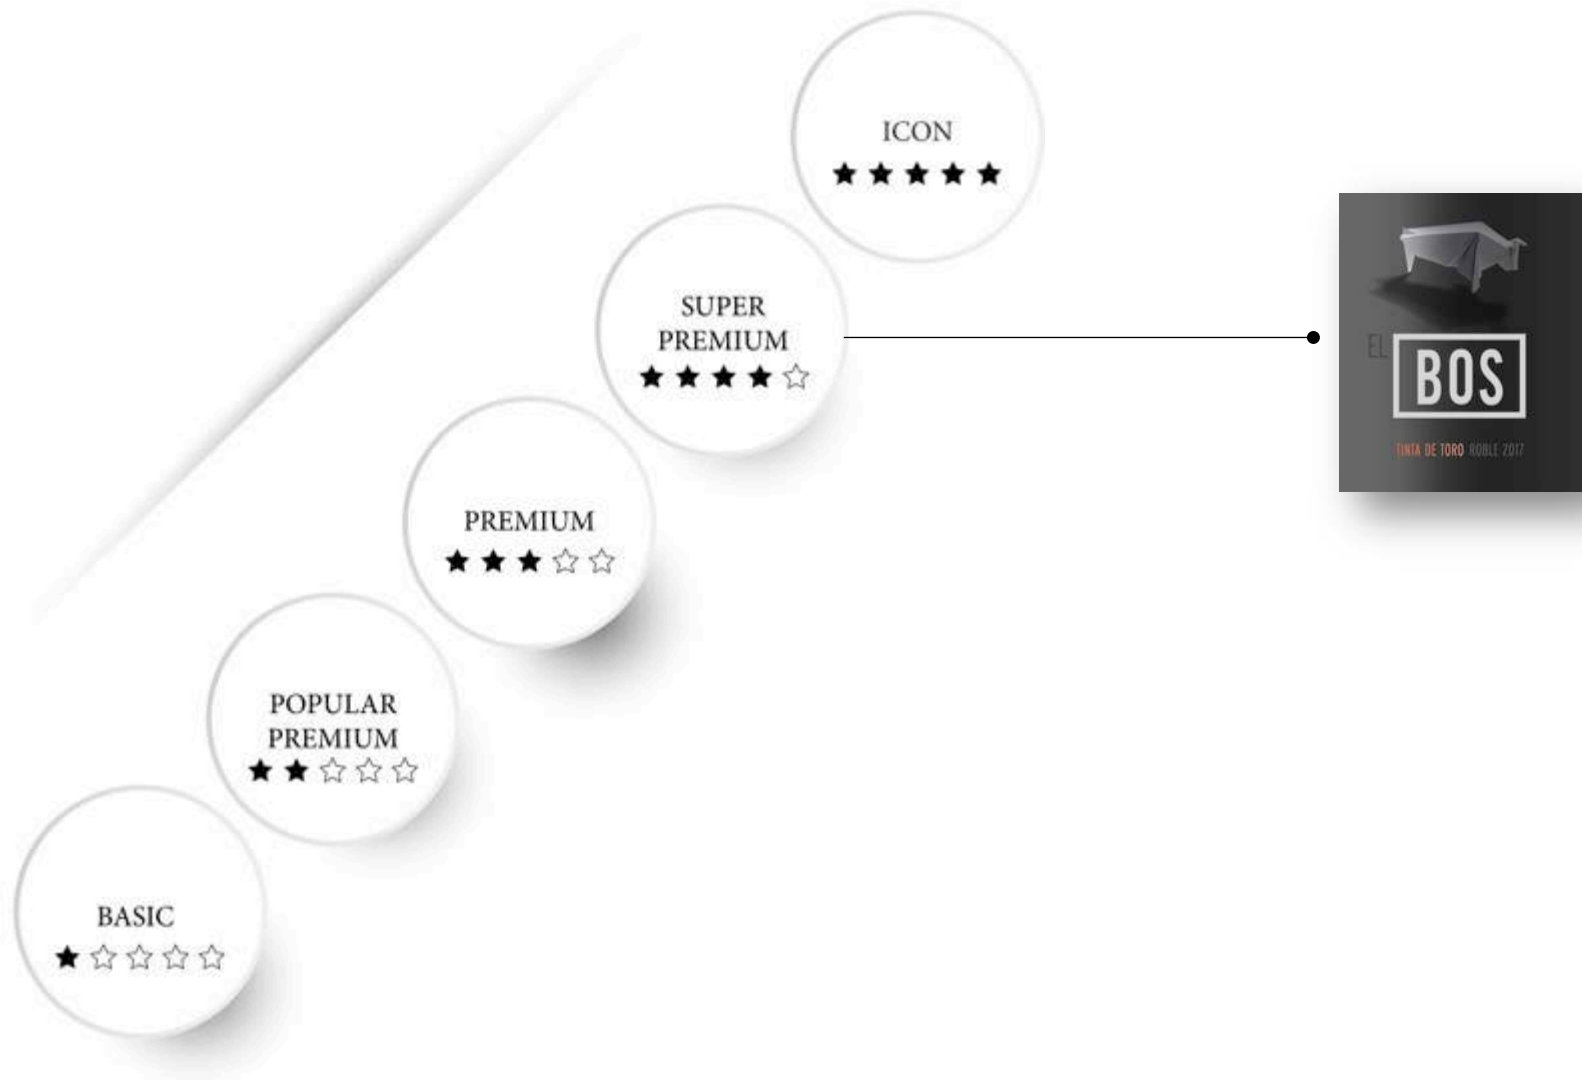 ICON
★★★★★
SUPER
PREMIUM
★★★★☆
PREMIUM
★★★☆☆
POPULAR
PREMIUM
★★☆☆☆
BASIC
★☆☆☆☆
EL
BOS
TINTA DE TORO ROBLE 2017